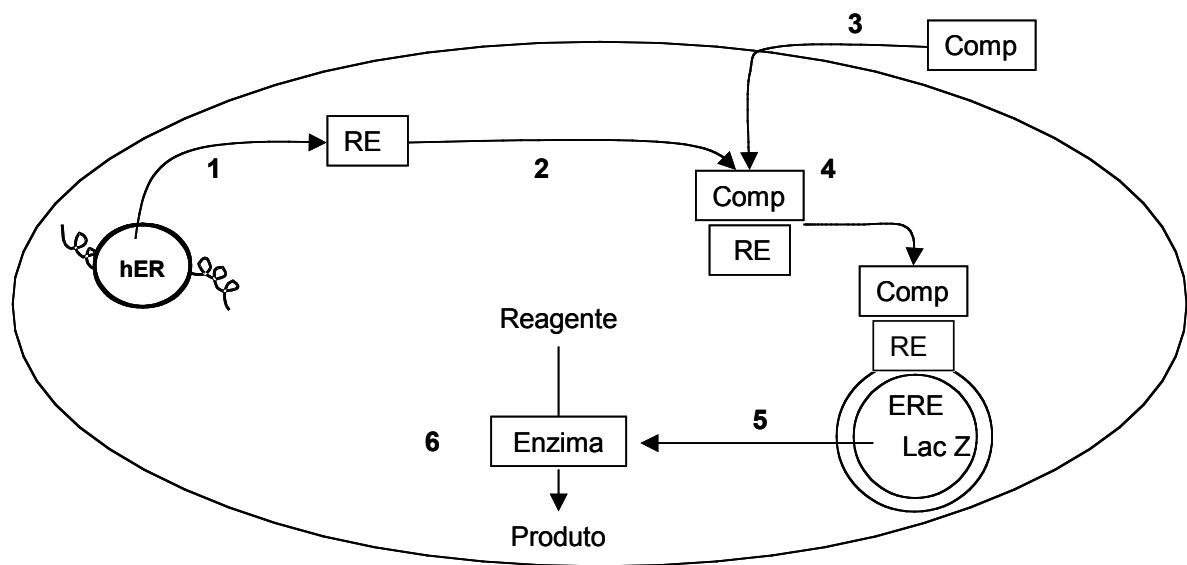 3
Comp
RE
1
2
4
Comp
RE
hER
Comp
RE
Reagente
ERE
Lac Z
5
6
Enzima
Produto